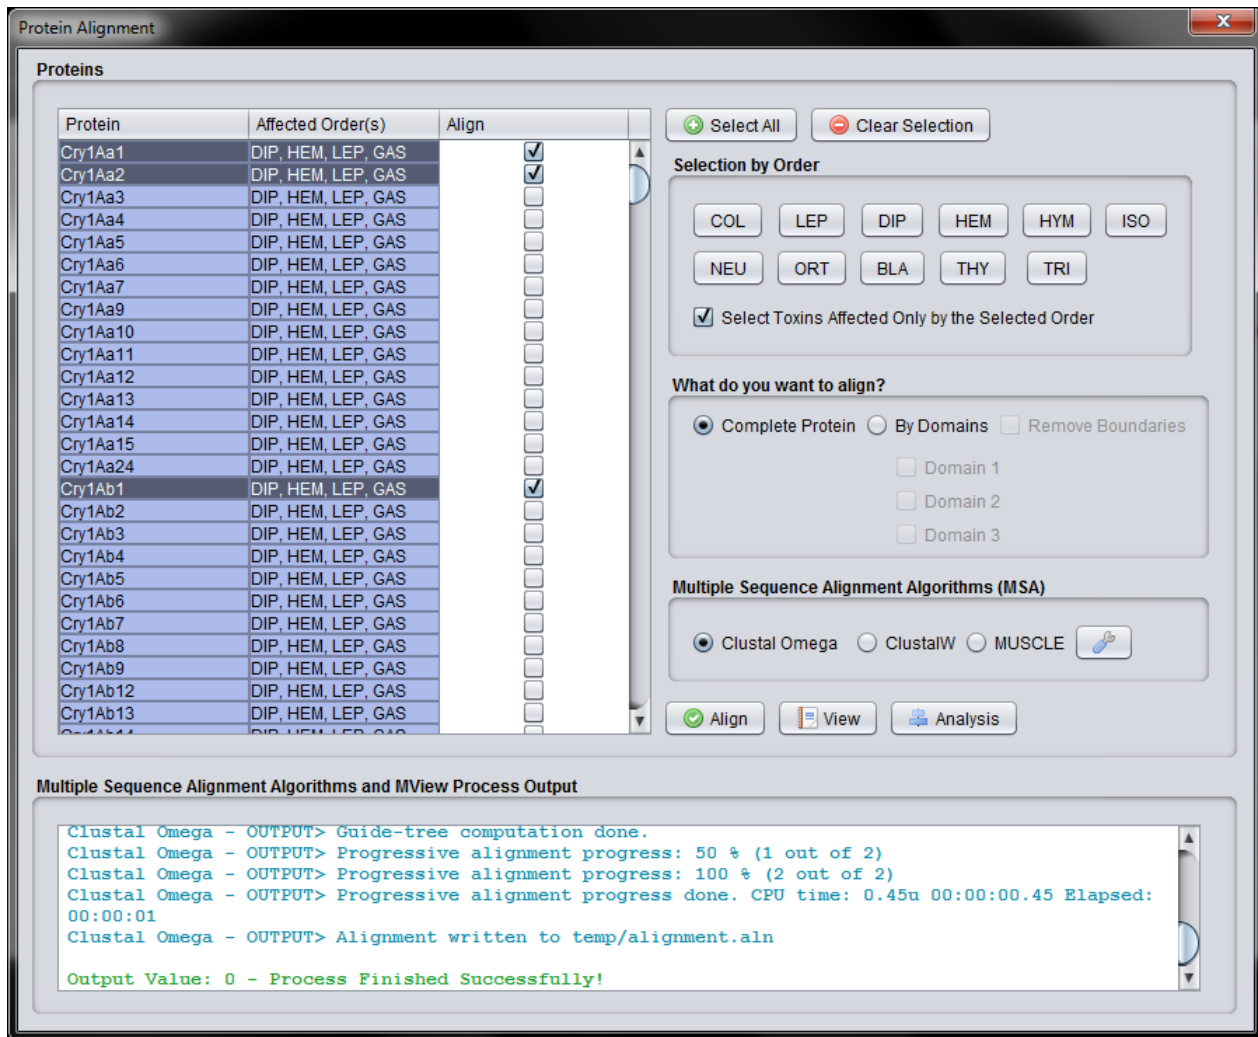 Protein Alignment
Proteins
Protein Affected Order(s) Align
Cry1Aa1 DIP, HEM, LEP, GAS
Cry1Aa2 DIP, HEM, LEP, GAS
Cry1Aa3 DIP, HEM, LEP, GAS
Cry1Aa4 DIP, HEM, LEP, GAS
Cry1Aa5 DIP, HEM, LEP, GAS
Cry1Aa6 DIP, HEM, LEP, GAS
Cry1Aa7 DIP, HEM, LEP, GAS
Cry1Aa9 DIP, HEM, LEP, GAS
Cry1Aa10 DIP, HEM, LEP, GAS
Cry1Aa11 DIP, HEM, LEP, GAS
Cry1Aa12 DIP, HEM, LEP, GAS
Cry1Aa13 DIP, HEM, LEP, GAS
Cry1Aa14 DIP, HEM, LEP, GAS
Cry1Aa15 DIP, HEM, LEP, GAS
Cry1Aa24 DIP, HEM, LEP, GAS
Cry1Ab1 DIP, HEM, LEP, GAS
Cry1Ab2 DIP, HEM, LEP, GAS
Cry1Ab3 DIP, HEM, LEP, GAS
Cry1Ab4 DIP, HEM, LEP, GAS
Cry1Ab5 DIP, HEM, LEP, GAS
Cry1Ab6 DIP, HEM, LEP, GAS
Cry1Ab7 DIP, HEM, LEP, GAS
Cry1Ab8 DIP, HEM, LEP, GAS
Cry1Ab9 DIP, HEM, LEP, GAS
Cry1Ab12 DIP, HEM, LEP, GAS
Cry1Ab13 DIP, HEM, LEP, GAS
Select All Clear Selection
Selection by Order
COL LEP DIP HEM HYM ISO
NEU ORT BLA THY TRI
Select Toxins Affected Only by the Selected Order
What do you want to align?
Complete Protein By Domains Remove Boundaries
Domain 1
Domain 2
Domain 3
Multiple Sequence Alignment Algorithms (MSA)
Clustal Omega ClustalW MUSCLE
Align View Analysis
Multiple Sequence Alignment Algorithms and MView Process Output
Clustal Omega - OUTPUT> Guide-tree computation done.
Clustal Omega - OUTPUT> Progressive alignment progress: 50 % (1 out of 2)
Clustal Omega - OUTPUT> Progressive alignment progress: 100 % (2 out of 2)
Clustal Omega - OUTPUT> Progressive alignment progress done. CPU time: 0.45u 00:00:00.45 Elapsed:
00:00:01
Clustal Omega - OUTPUT> Alignment written to temp/alignment.aln
Output Value: 0 - Process Finished Successfully!